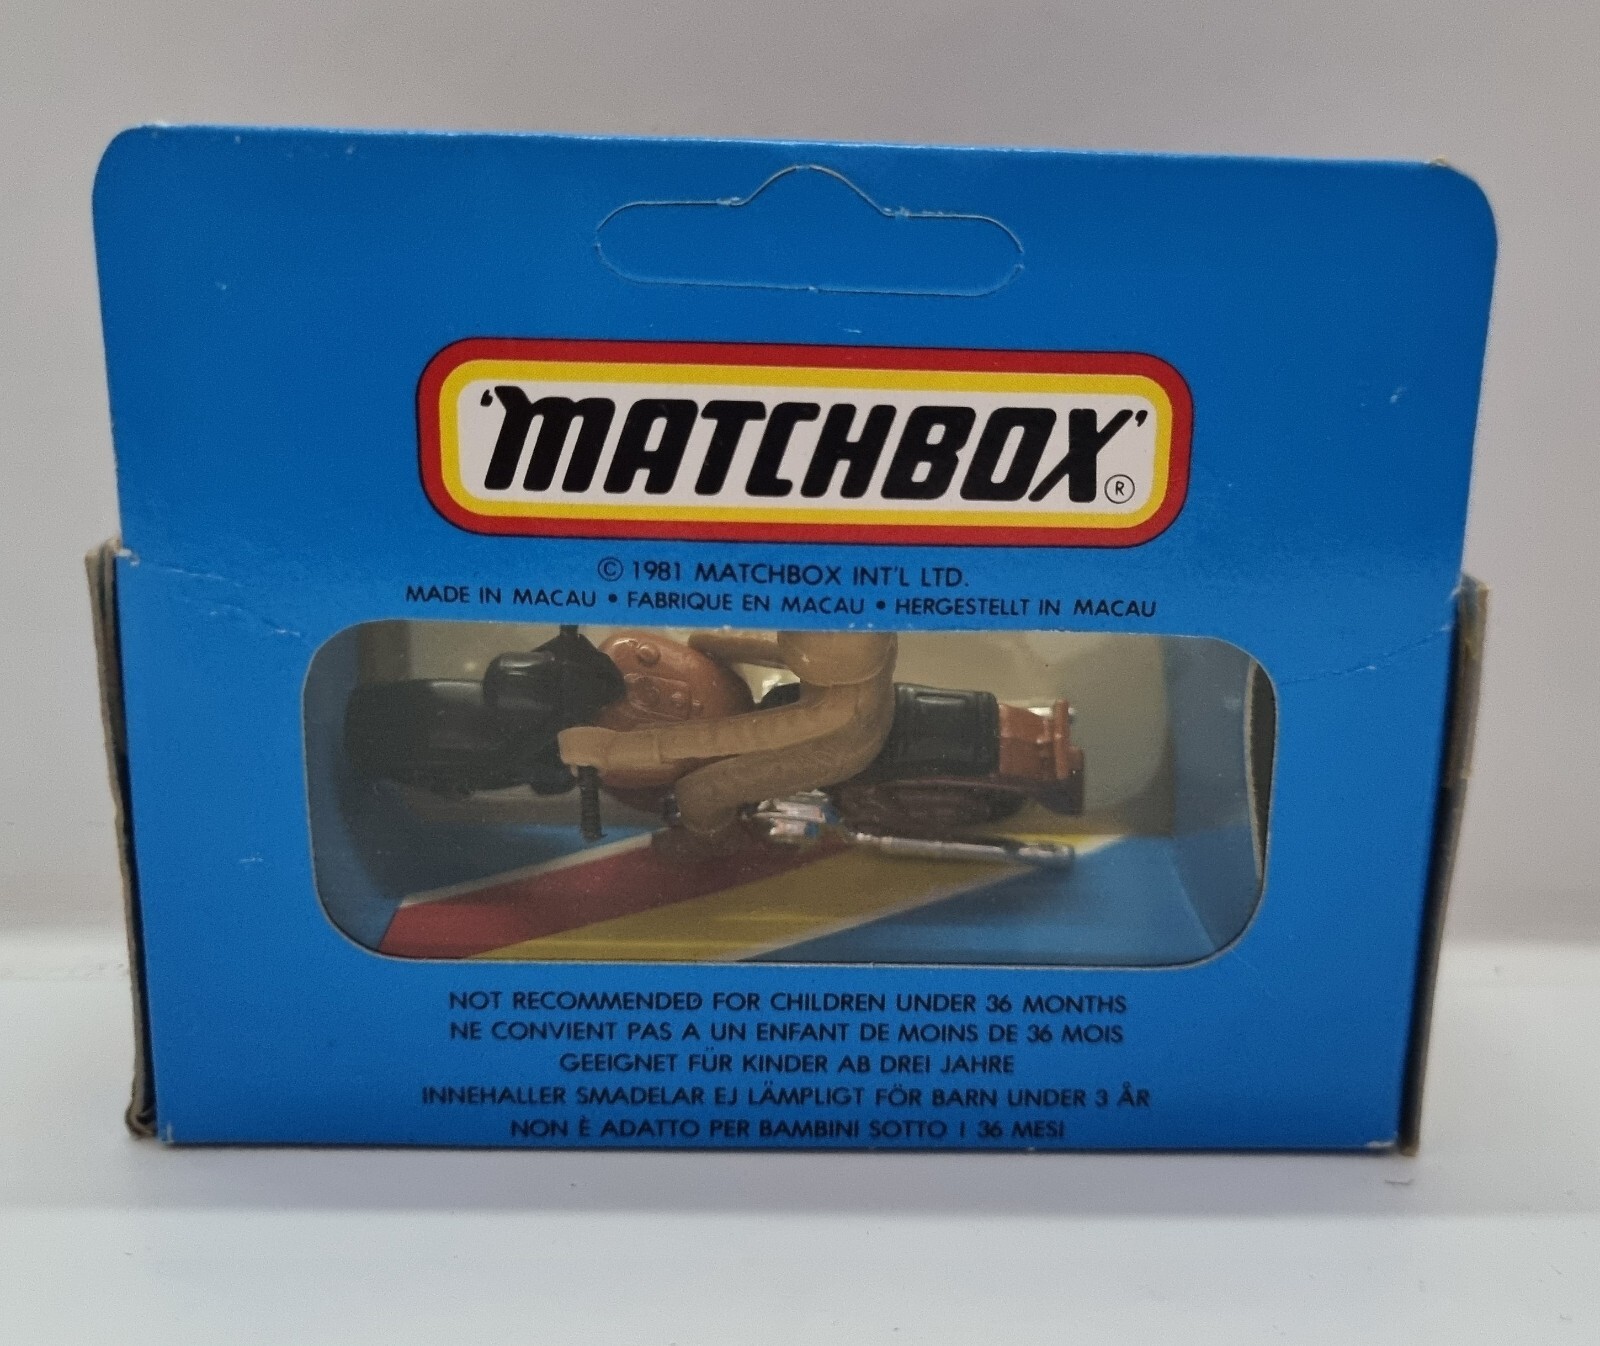 'MATCHBOX' ®
© 1981 MATCHBOX INT'L LTD.
MADE IN MACAU • FABRIQUE EN MACAU • HERGESTELLT IN MACAU
NOT RECOMMENDED FOR CHILDREN UNDER 36 MONTHS
NE CONVIENT PAS A UN ENFANT DE MOINS DE 36 MOIS
GEEIGNET FÜR KINDER AB DREI JAHRE
INNEHALLER SMADELAR EJ LÄMPLIGT FÖR BARN UNDER 3 ÅR
NON È ADATTO PER BAMBINI SOTTO I 36 MESI